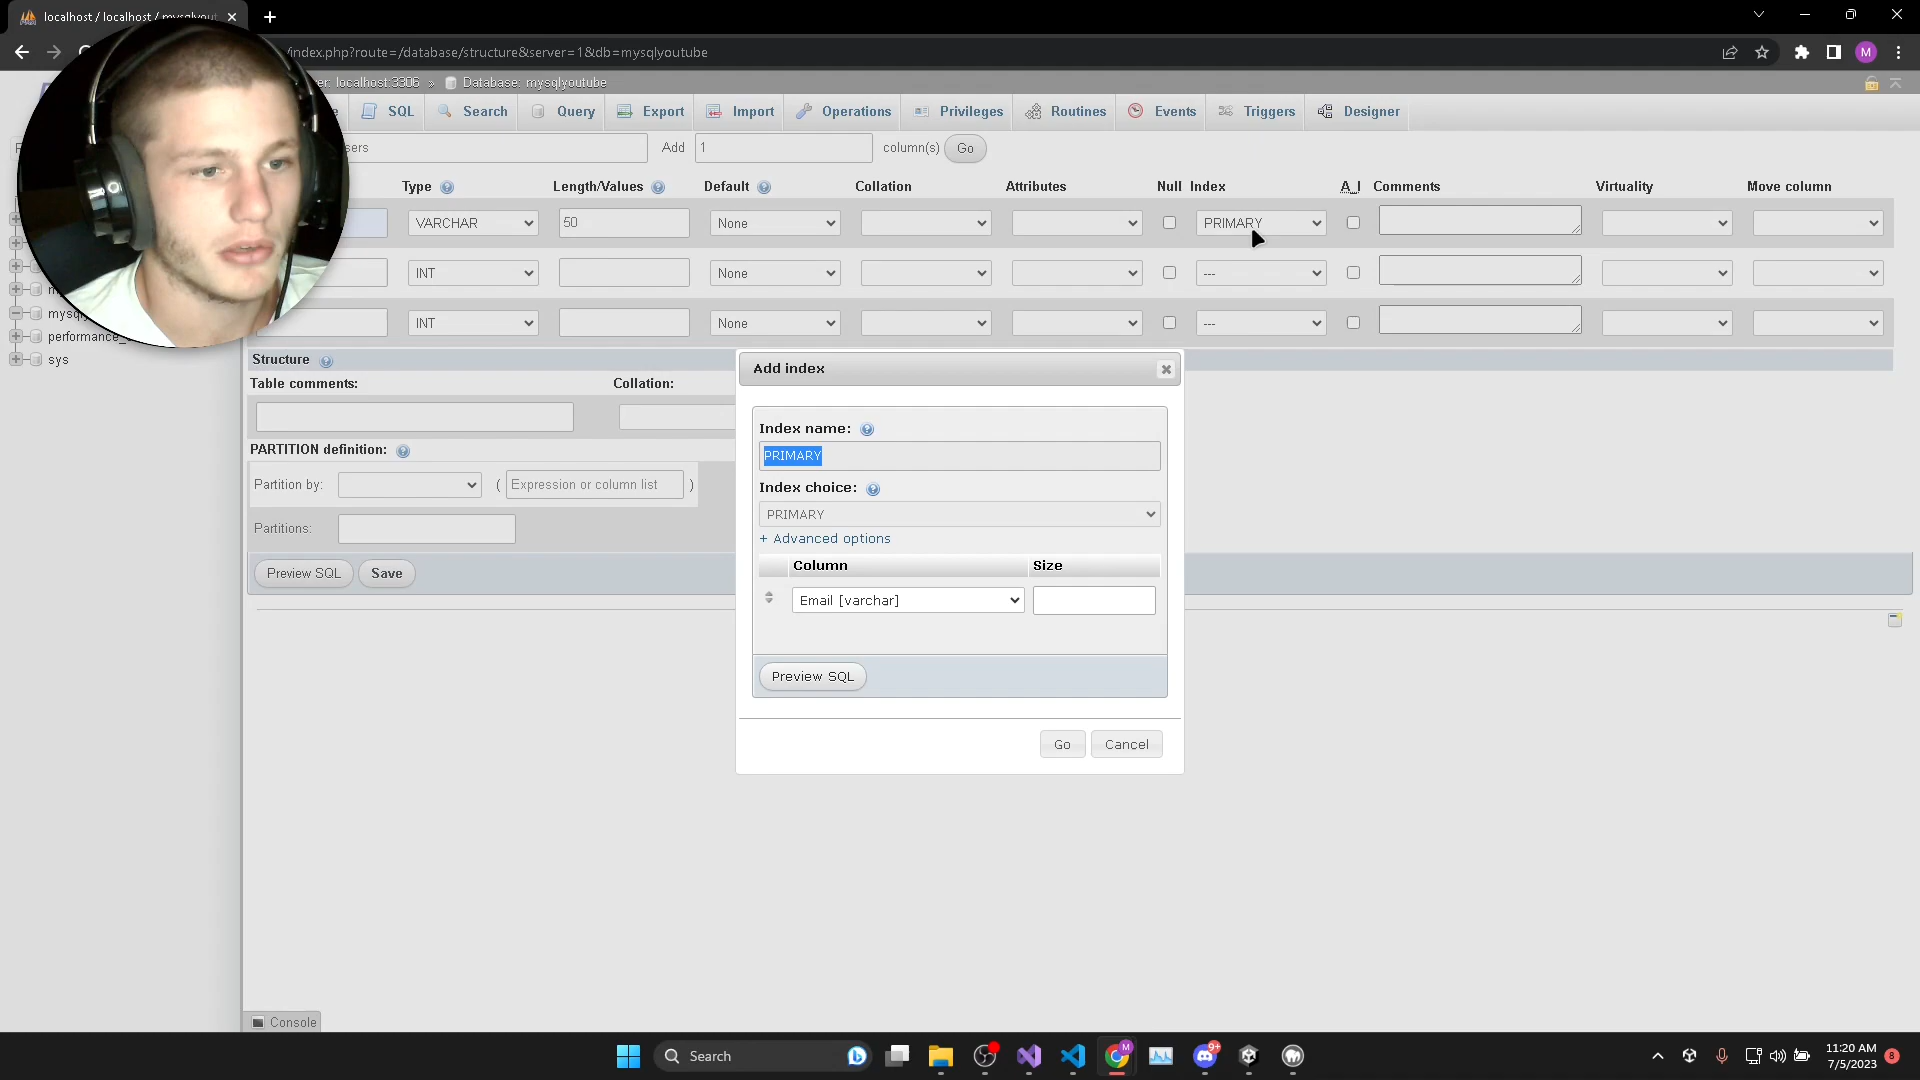 localhost / localhost / mysqlyout
/index.php?route=/database/structure&server=1&db=mysqlyoutube
M
localhost:3306 » Database: mysqlyoutube
SQL Search Query Export Import Operations Privileges Routines Events Triggers Designer
Add 1 column(s) Go
Type Length/Values Default Collation Attributes Null Index A_I Comments Virtuality Move column
VARCHAR 50 None PRIMARY
INT None ---
INT None ---
performance_
sys
Structure
Table comments: Collation:
PARTITION definition:
Partition by: ( Expression or column list )
Partitions:
Preview SQL Save
Add index
Index name:
PRIMARY
Index choice:
PRIMARY
+ Advanced options
Column Size
Email [varchar]
Preview SQL
Go Cancel
Console
Search
M
9+
11:20 AM
7/5/2023
8